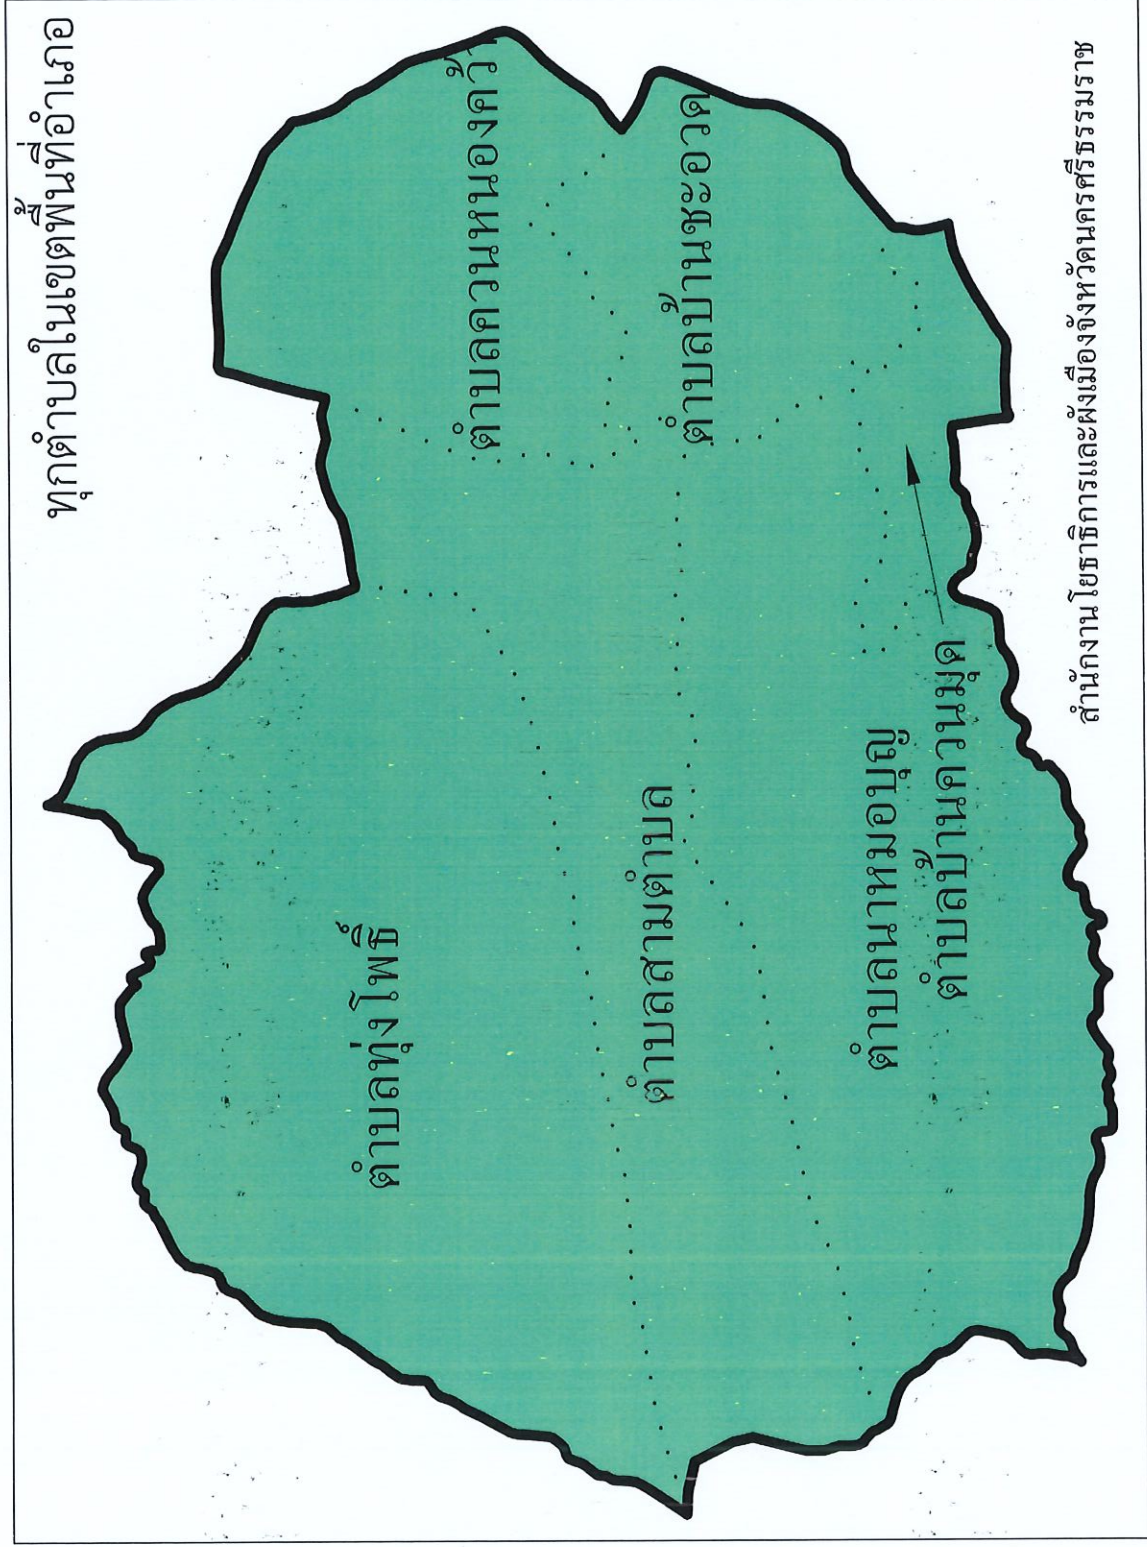 ทุกตำบลในเขตพื้นที่อำเภอ
ตำบลควนหนองคว้า
ตำบลบ้านชะอวด
ตำบลทุ่งโพธิ์
ตำบลสามตำบล
ตำบลนาหมอบุญ
ตำบลบ้านควนมุด
สำนักงานโยธาธิการและผังเมืองจังหวัดนครศรีธรรมราช